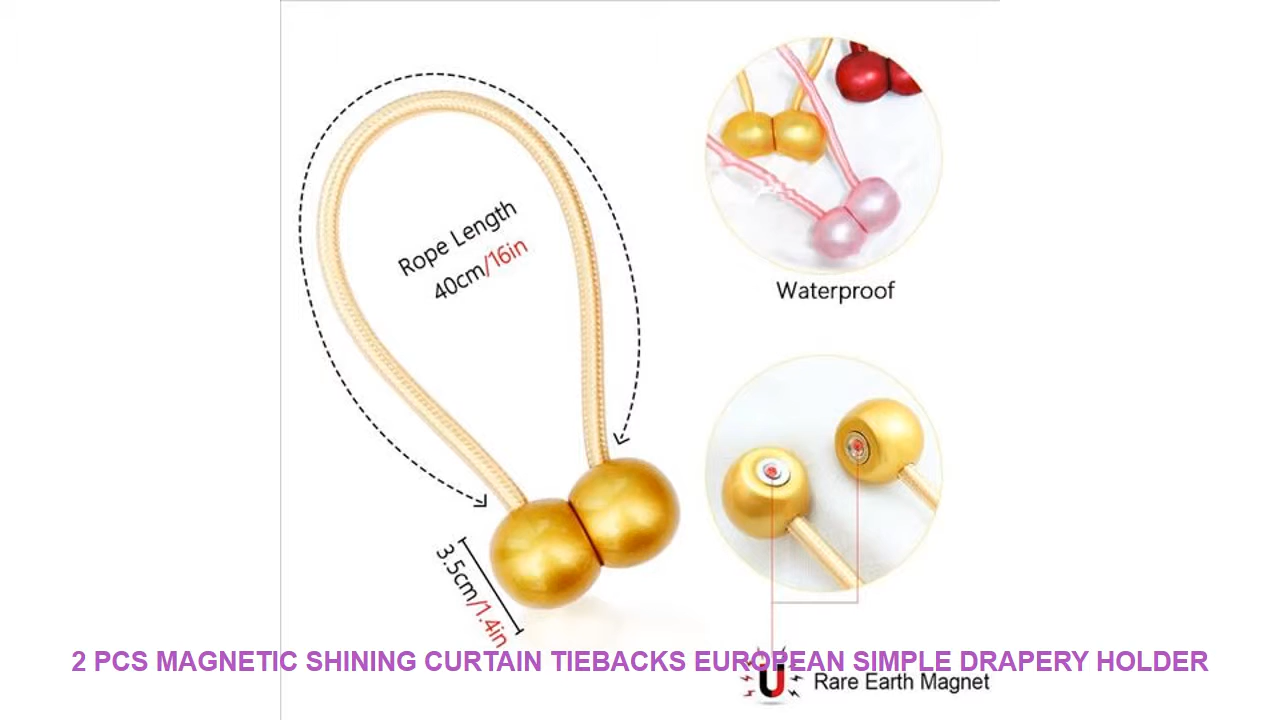 Rope Length
40cm/16in
Waterproof
3.5cm/1.4in
2 PCS MAGNETIC SHINING CURTAIN TIEBACKS EUROPEAN SIMPLE DRAPERY HOLDER
Rare Earth Magnet